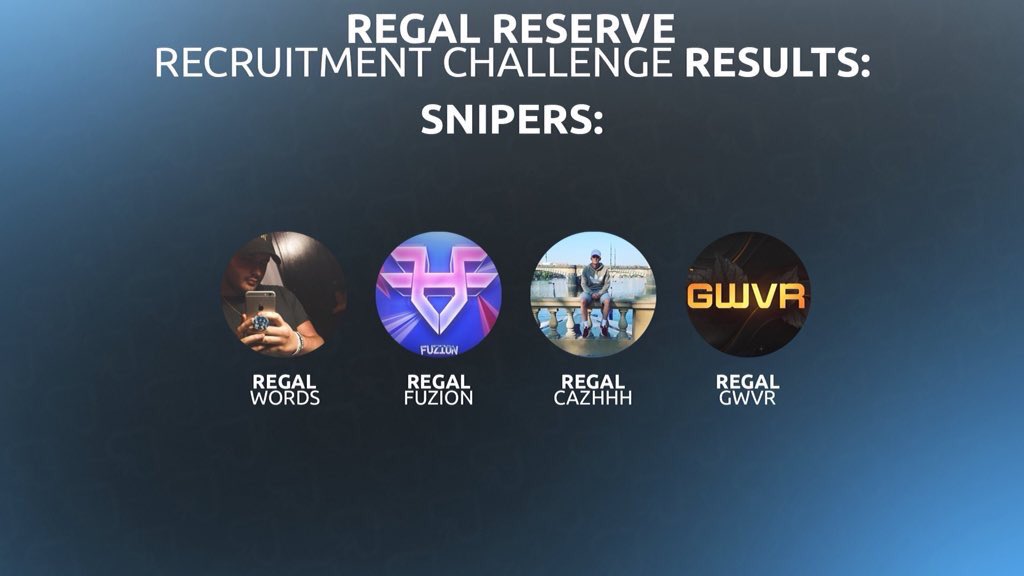 REGAL RESERVE
RECRUITMENT CHALLENGE RESULTS:
SNIPERS:
GWVR
FUZION
REGAL
WORDS
REGAL
FUZION
REGAL
CAZHHH
REGAL
GWVR